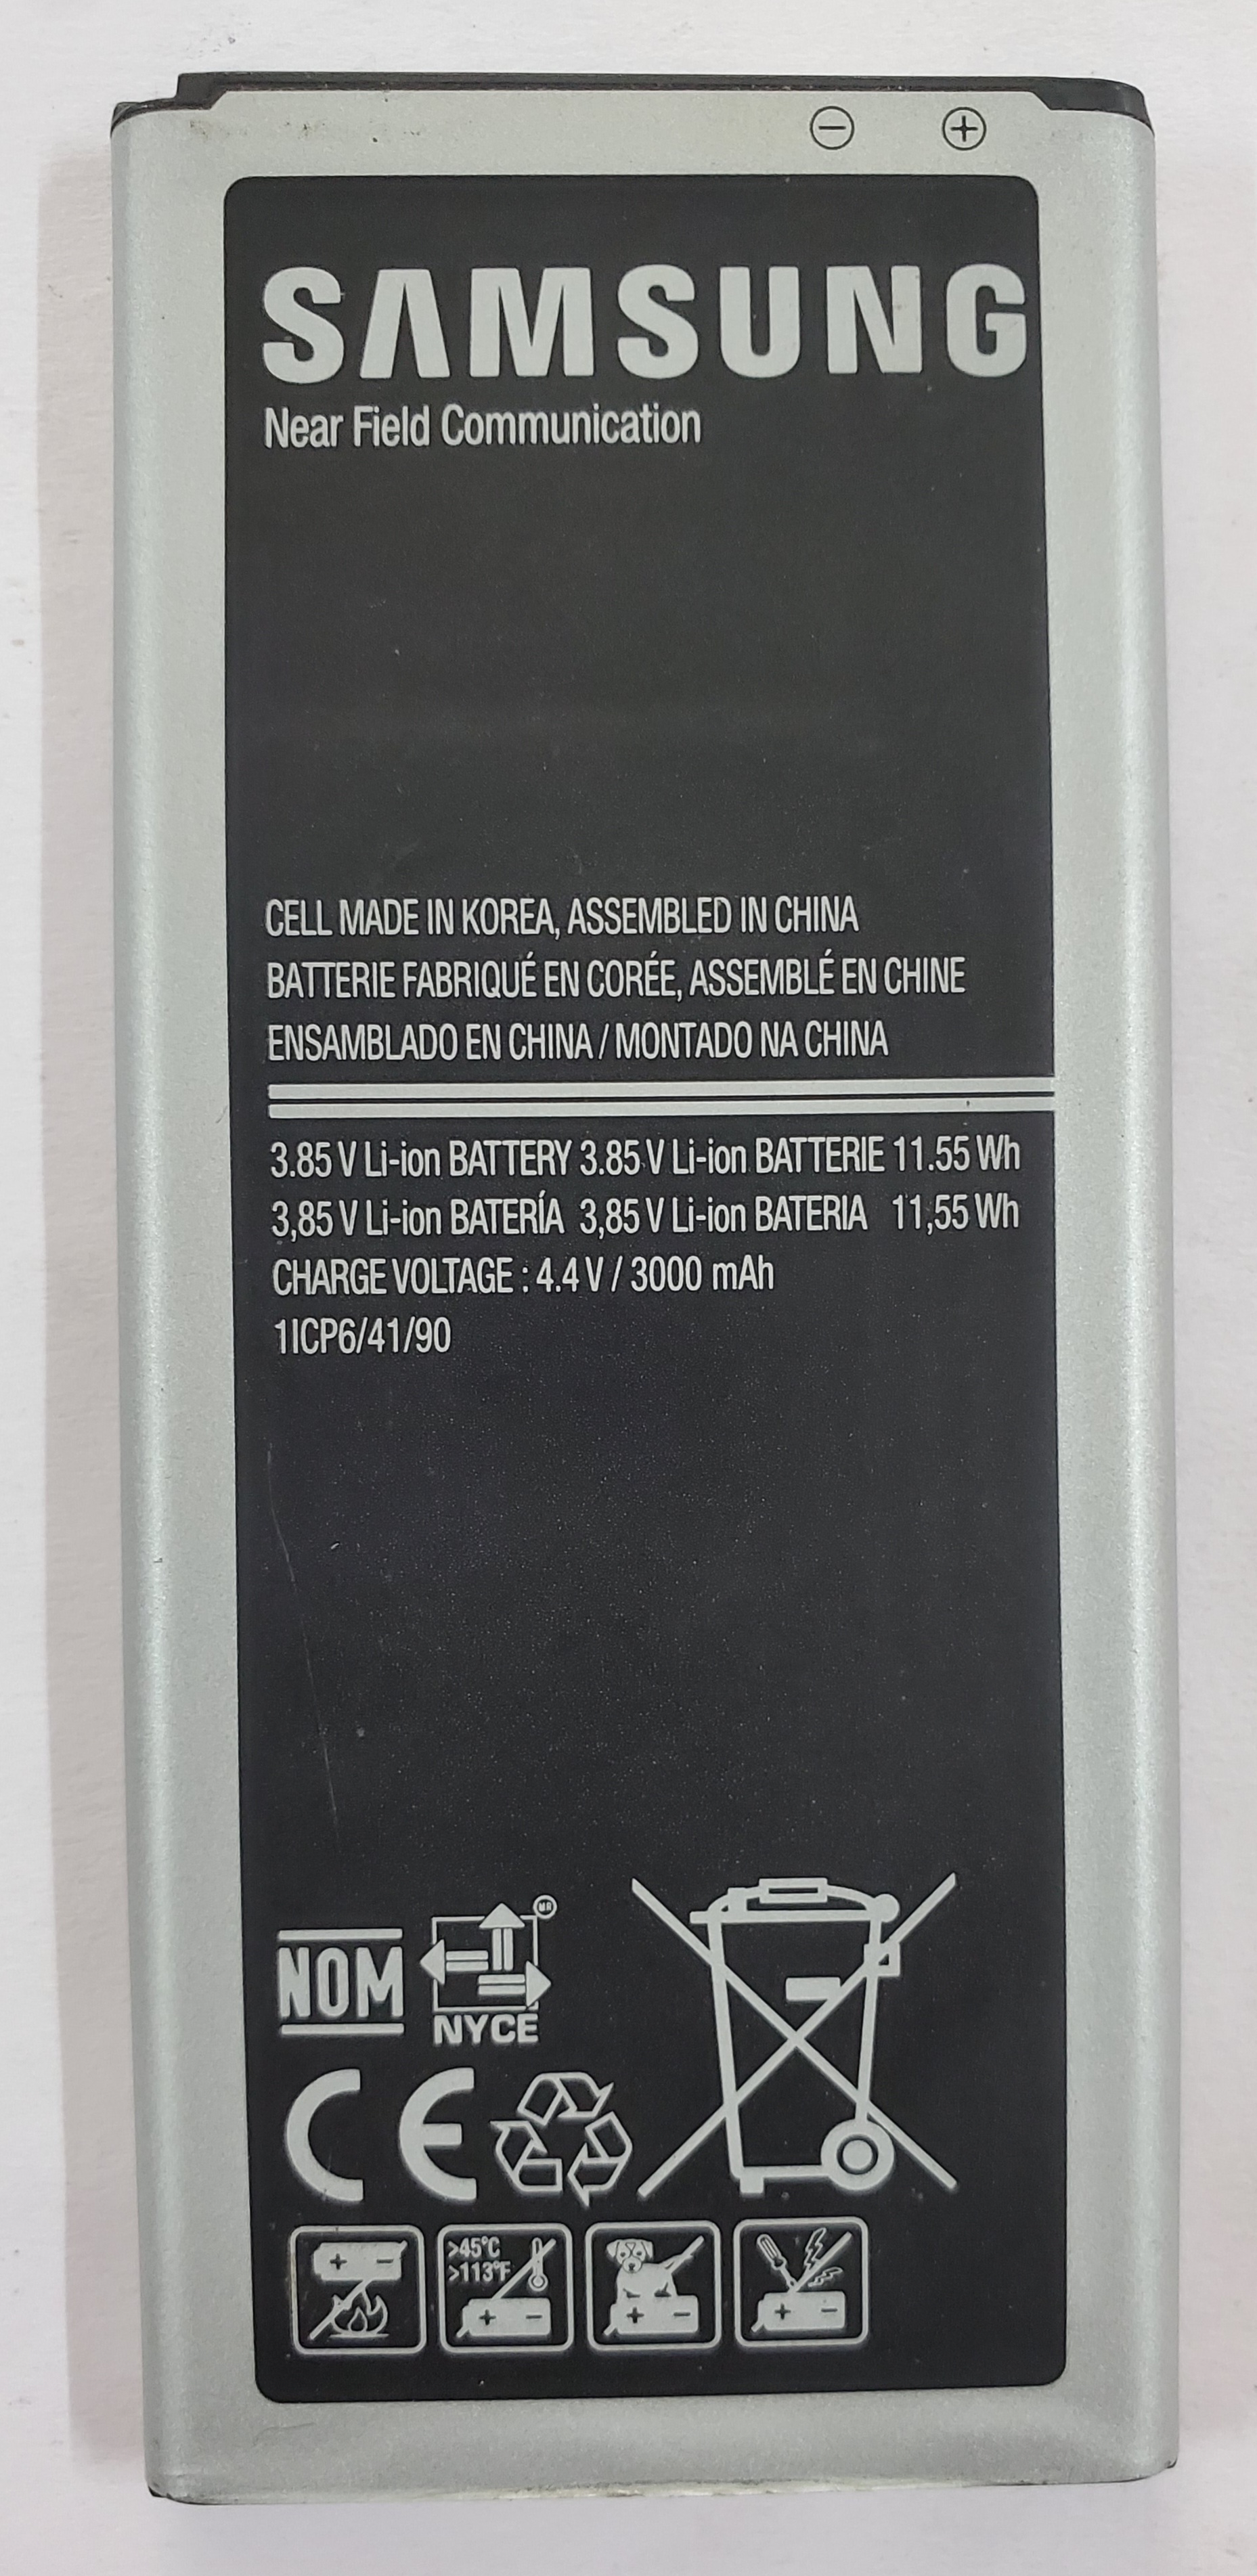 SAMSUNG
Near Field Communication
CELL MADE IN KOREA, ASSEMBLED IN CHINA
BATTERIE FABRIQUÉ EN CORÉE, ASSEMBLÉ EN CHINE
ENSAMBLADO EN CHINA / MONTADO NA CHINA
3.85 V Li-ion BATTERY 3.85 V Li-ion BATTERIE 11.55 Wh
3,85 V Li-ion BATERÍA 3,85 V Li-ion BATERIA 11,55 Wh
CHARGE VOLTAGE : 4.4 V / 3000 mAh
1ICP6/41/90
MR
NOM
NYCE
CE
>45°C
>113°F